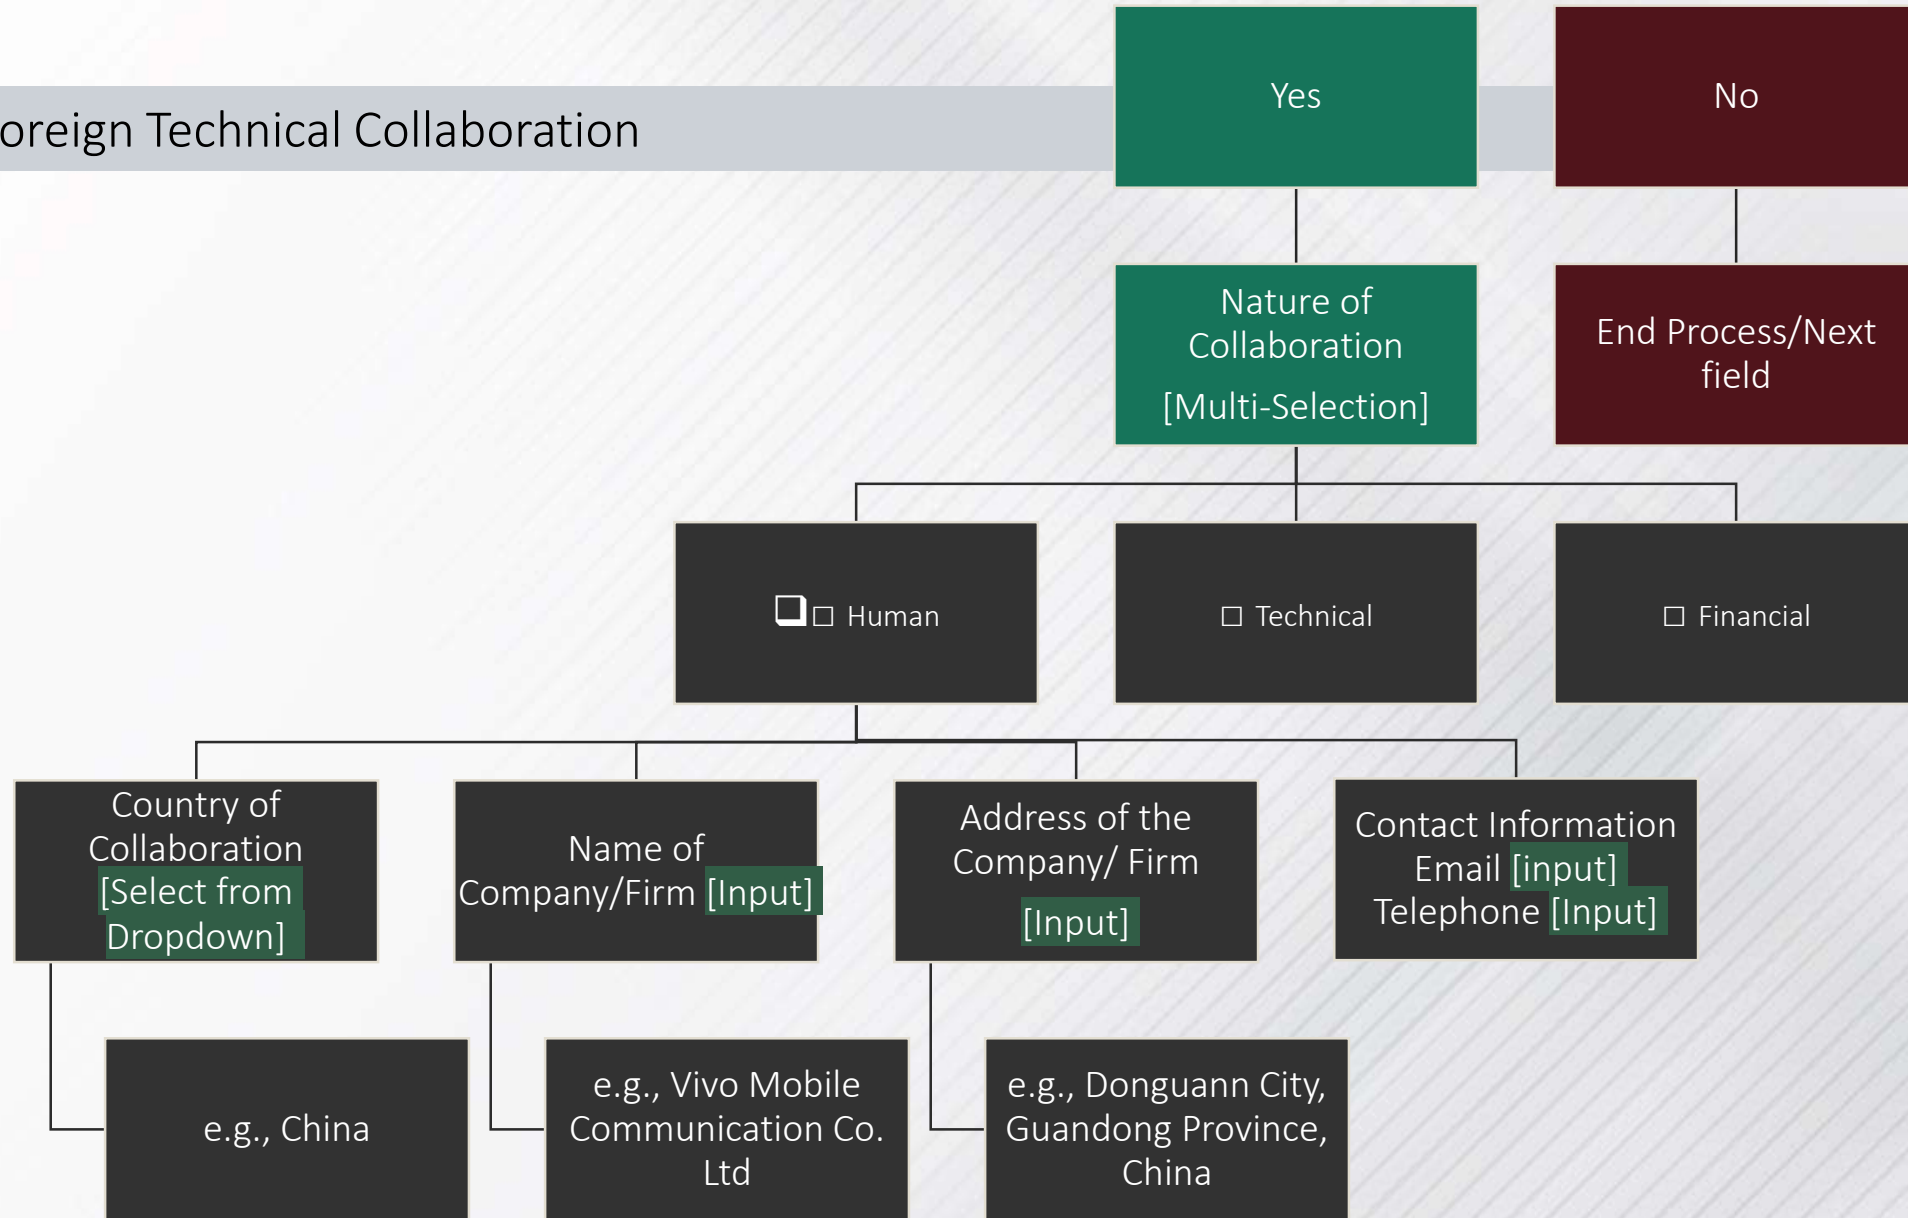 oreign Technical Collaboration
Yes
No
Nature of
Collaboration
[Multi-Selection]
End Process/Next
field
❑□ Human
□ Technical
□ Financial
Country of
Collaboration
[Select from
Dropdown]
Name of
Company/Firm [Input]
Address of the
Company/ Firm
[Input]
Contact Information
Email [input]
Telephone [Input]
e.g., China
e.g., Vivo Mobile
Communication Co.
Ltd
e.g., Donguann City,
Guandong Province,
China